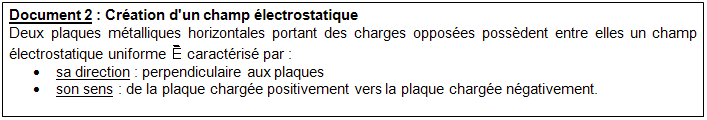 Document 2 : Création d'un champ électrostatique
Deux plaques métalliques horizontales portant des charges opposées possèdent entre elles un champ
électrostatique uniforme E caractérisé par :
• sa direction : perpendiculaire aux plaques
• son sens : de la plaque chargée positivement vers la plaque chargée négativement.